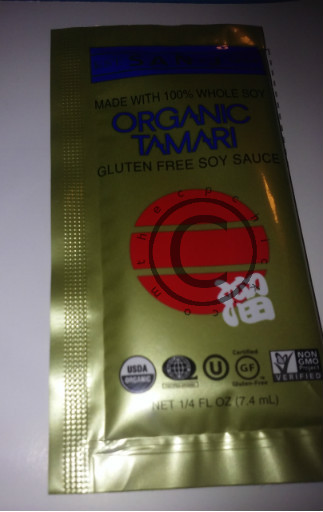 MADE WITH 100% WHOLE SOY
ORGANIC
TAMARI
GLUTEN FREE SOY SAUCE
溜
USDA
ORGANIC
U
Certified
GF
Gluten-Free
NON
GMO
Project
VERIFIED
NET 1/4 FL OZ (7.4 mL)